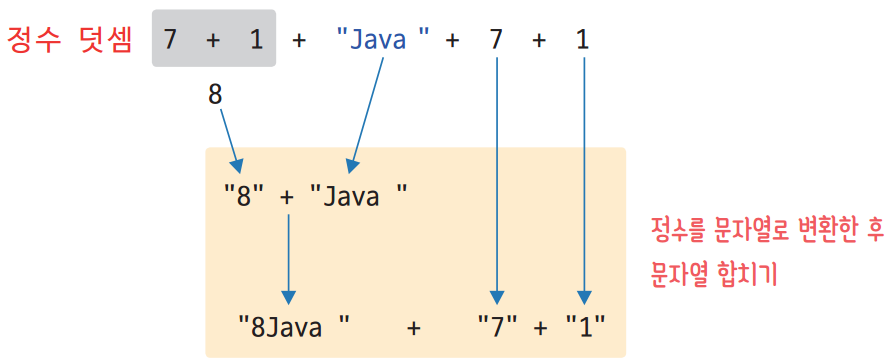 정수 덧셈 7 + 1 + "Java " + 7 + 1
8
"8" + "Java "
정수를 문자열로 변환한 후
문자열 합치기
"8Java " + "7" + "1"